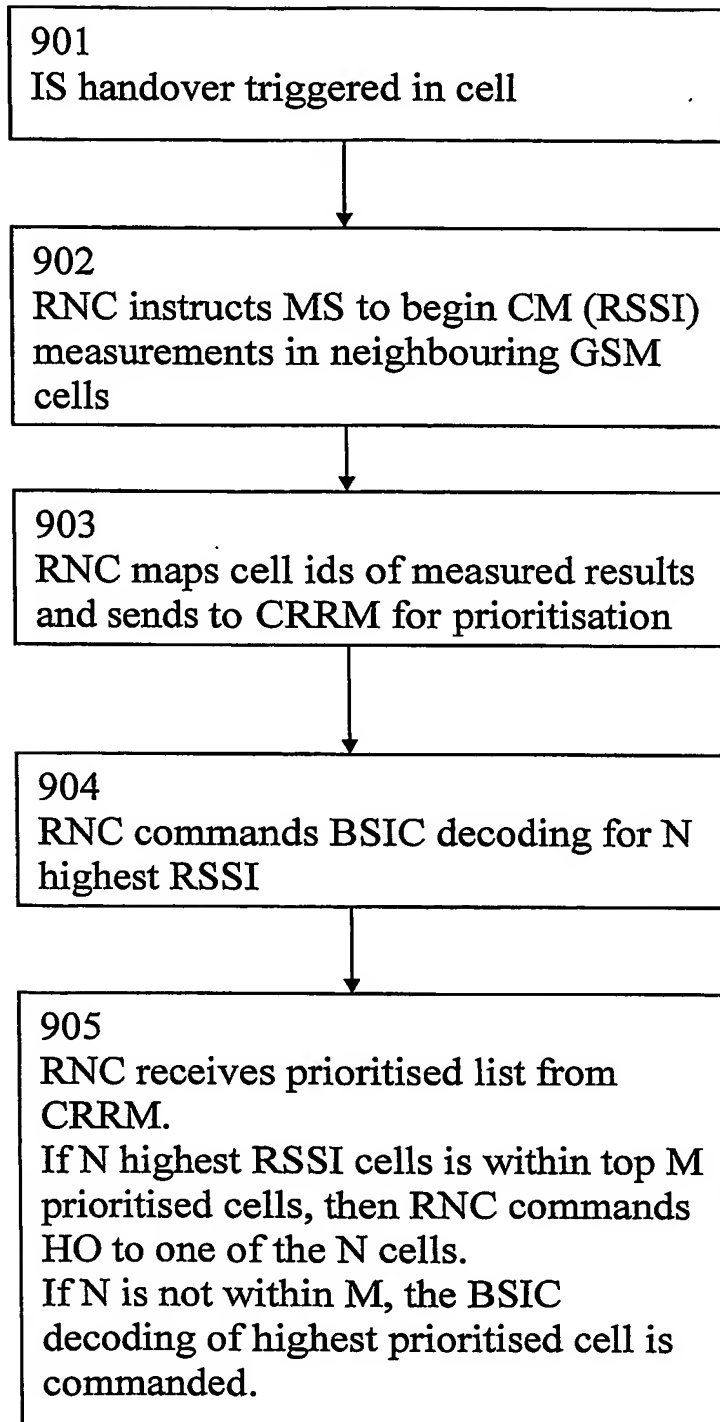 901
IS handover triggered in cell
902
RNC instructs MS to begin CM (RSSI)
measurements in neighbouring GSM
cells
903
RNC maps cell ids of measured results
and sends to CRRM for prioritisation
904
RNC commands BSIC decoding for N
highest RSSI
905
RNC receives prioritised list from
CRRM.
If N highest RSSI cells is within top M
prioritised cells, then RNC commands
HO to one of the N cells.
If N is not within M, the BSIC
decoding of highest prioritised cell is
commanded.